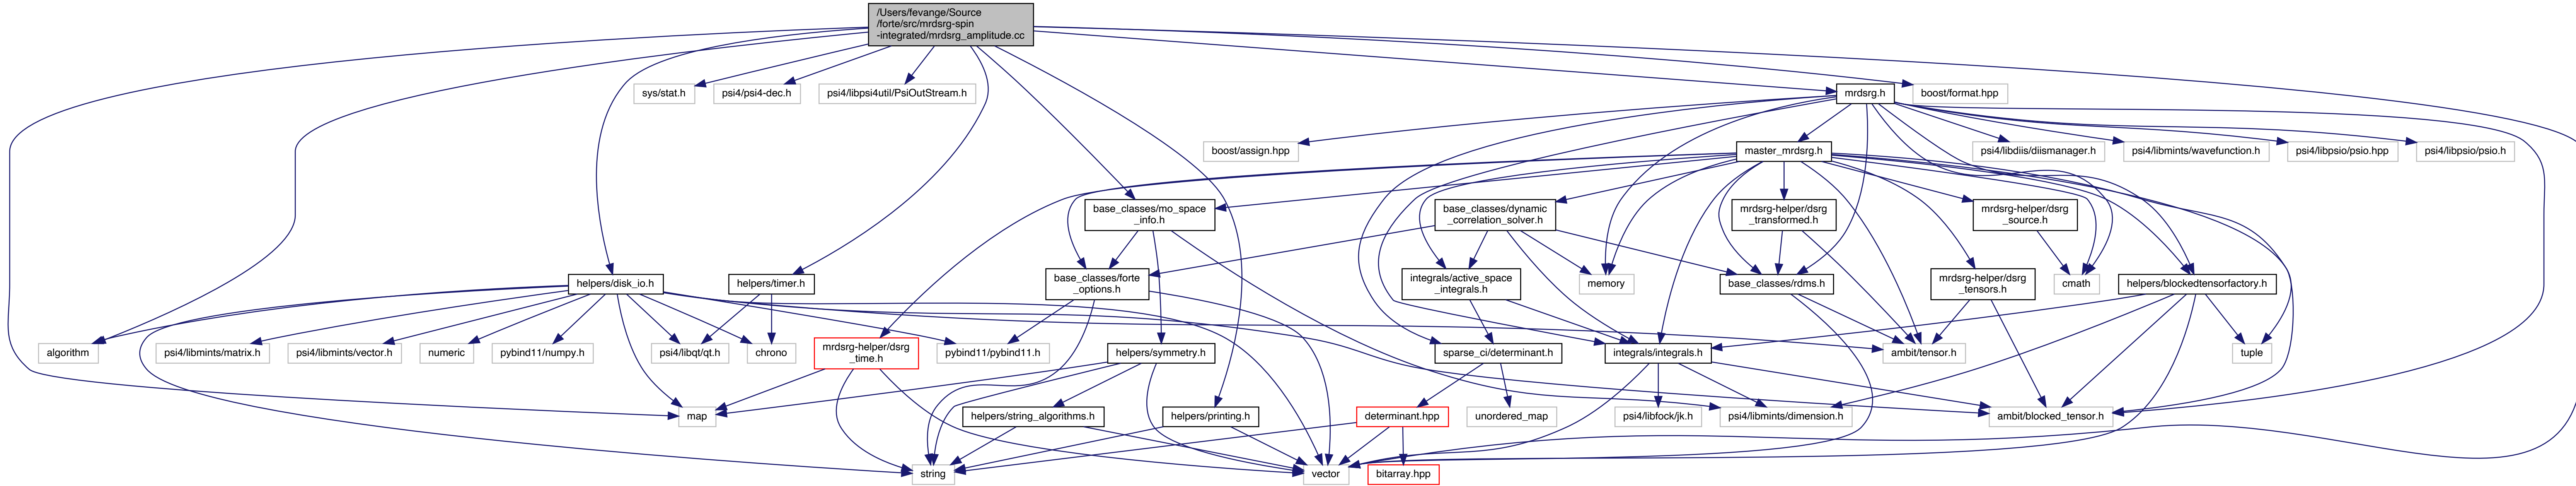 /Users/fevange/Source
/forte/src/mrdsrg-spin
-integrated/mrdsrg_amplitude.cc
sys/stat.h
psi4/psi4-dec.h
psi4/libpsi4util/PsiOutStream.h
mrdsrg.h
boost/format.hpp
boost/assign.hpp
master_mrdsrg.h
psi4/libdiis/diismanager.h
psi4/libmints/wavefunction.h
psi4/libpsio/psio.hpp
psi4/libpsio/psio.h
base_classes/mo_space
_info.h
base_classes/dynamic
_correlation_solver.h
mrdsrg-helper/dsrg
_transformed.h
mrdsrg-helper/dsrg
_source.h
helpers/disk_io.h
helpers/timer.h
base_classes/forte
_options.h
integrals/active_space
_integrals.h
memory
base_classes/rdms.h
mrdsrg-helper/dsrg
_tensors.h
cmath
helpers/blockedtensorfactory.h
algorithm
psi4/libmints/matrix.h
psi4/libmints/vector.h
numeric
pybind11/numpy.h
psi4/libqt/qt.h
chrono
mrdsrg-helper/dsrg
_time.h
pybind11/pybind11.h
helpers/symmetry.h
sparse_ci/determinant.h
integrals/integrals.h
ambit/tensor.h
tuple
map
helpers/string_algorithms.h
helpers/printing.h
determinant.hpp
unordered_map
psi4/libfock/jk.h
psi4/libmints/dimension.h
ambit/blocked_tensor.h
string
vector
bitarray.hpp